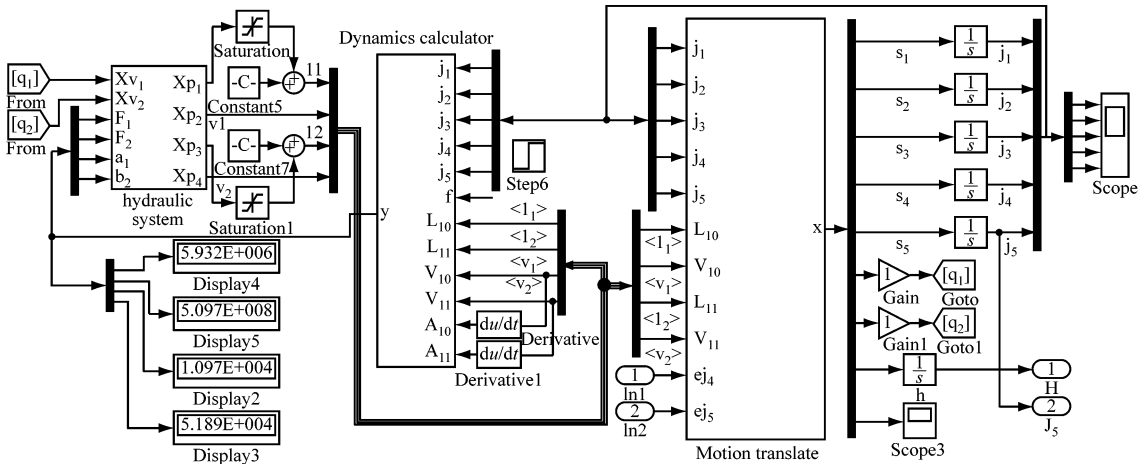 [q1]
From
[q2]
From
Xv1
Xv2
F1
F2
a1
b2
Xp1
Xp2
Xp3
Xp4
hydraulic
system
Saturation
-C-
Constant5
11
v1
-C-
Constant7
12
v2
Saturation1
5.932E+006
Display4
5.097E+008
Display5
1.097E+004
Display2
5.189E+004
Display3
Dynamics calculator
y
j1
j2
j3
j4
j5
f
L10
L11
V10
V11
A10
A11
Step6
<1₁>
<1₂>
<v₁>
<v₂>
du/dt
Derivative
du/dt
Derivative1
<1₁>
<v₁>
<1₂>
<v₂>
1
ln1
2
ln2
j1
j2
j3
j4
j5
L10
V10
L11
V11
ej4
ej5
x
Motion translate
s1
1/s
j1
s2
1/s
j2
s3
1/s
j3
s4
1/s
j4
s5
1/s
j5
1
Gain
[q1]
Goto
1
Gain1
[q2]
Goto1
1/s
h
1
H
2
J5
Scope3
Scope